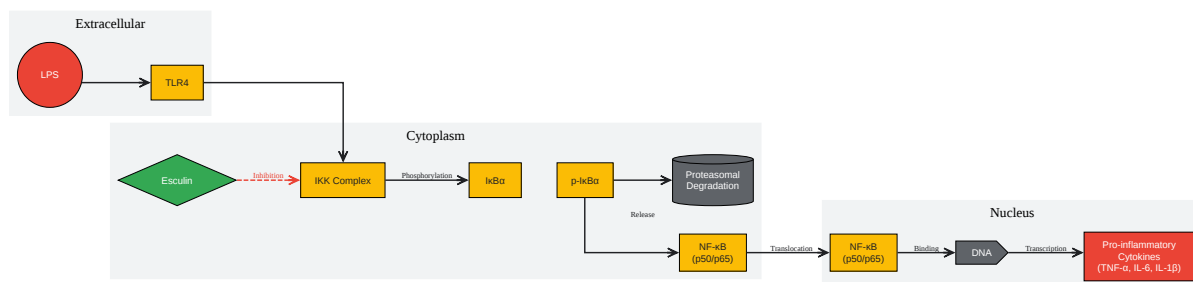 Extracellular
LPS
TLR4
Cytoplasm
Esculin
Inhibition
IKK Complex
Phosphorylation
IκBα
p-IκBα
Proteasomal
Degradation
Release
NF-κB
(p50/p65)
Translocation
Nucleus
NF-κB
(p50/p65)
Binding
DNA
Transcription
Pro-inflammatory
Cytokines
(TNF-α, IL-6, IL-1β)